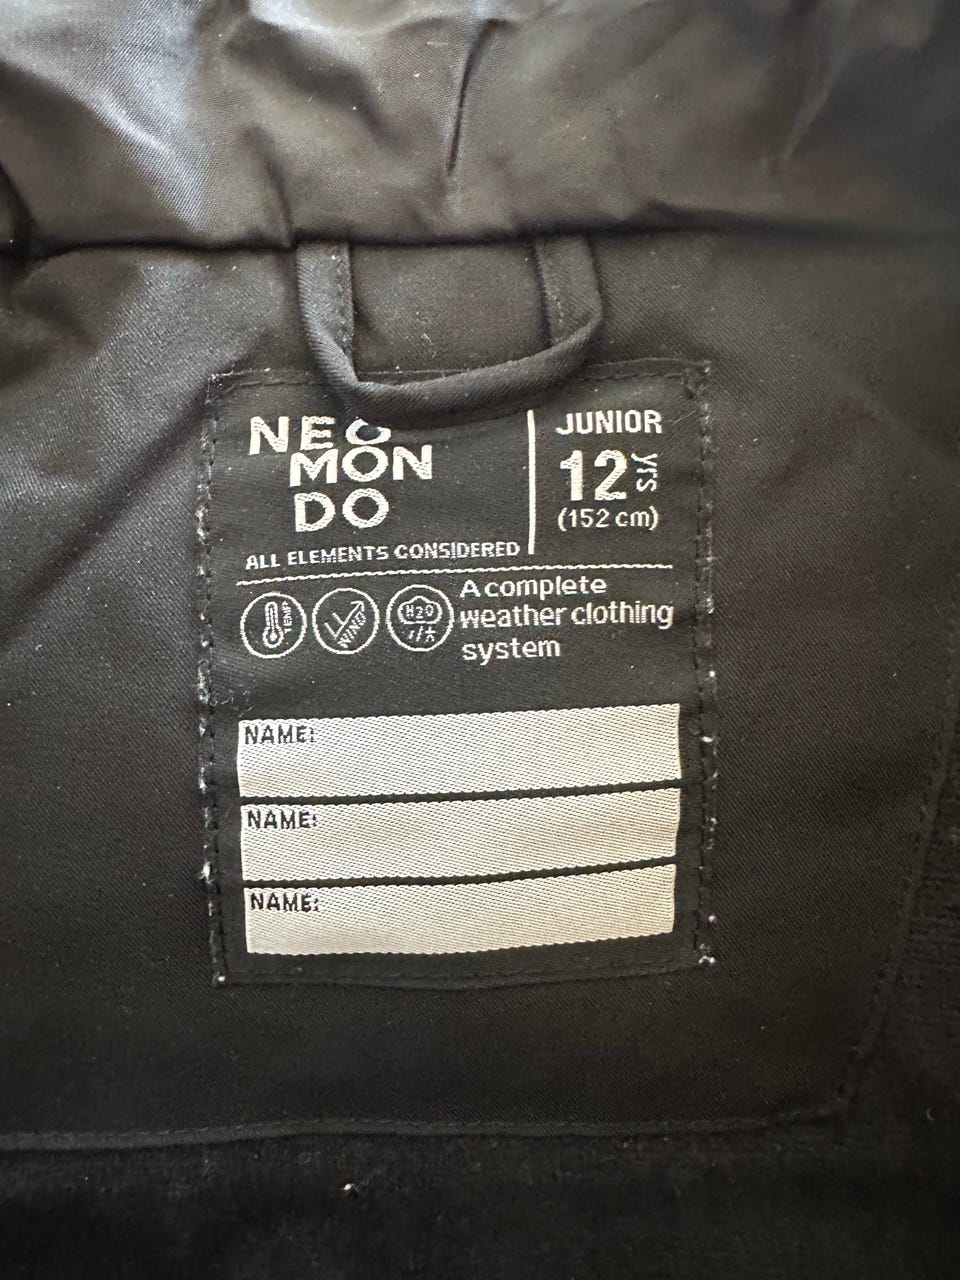 NEO
MON
DO
ALL ELEMENTS CONSIDERED
JUNIOR
12 yrs
(152 cm)
TEMP
WIND
H2O
A complete
weather clothing
system
NAME:
NAME:
NAME: